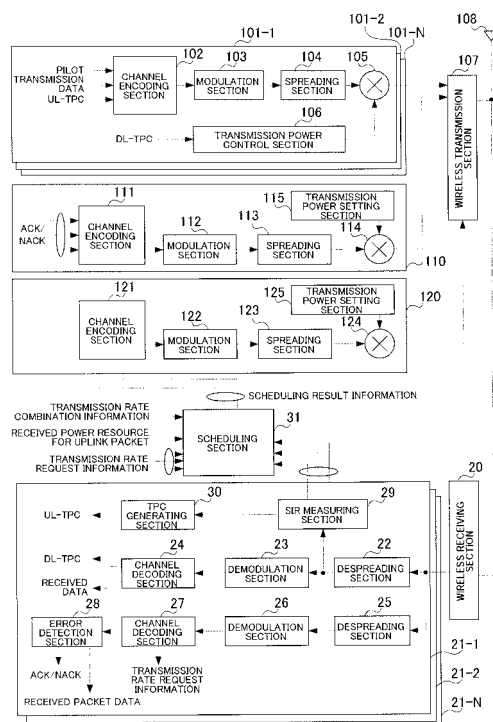 101-2
101-N
101-1
108
102
103
104
105
107
PILOT
TRANSMISSION
DATA
UL-TPC
CHANNEL
ENCODING
SECTION
MODULATION
SECTION
SPREADING
SECTION
WIRELESS TRANSMISSION
SECTION
106
DL-TPC
TRANSMISSION POWER
CONTROL SECTION
111
112
113
115
TRANSMISSION
POWER SETTING
SECTION
114
ACK/
NACK
CHANNEL
ENCODING
SECTION
MODULATION
SECTION
SPREADING
SECTION
110
121
122
123
125
TRANSMISSION
POWER SETTING
SECTION
124
120
CHANNEL
ENCODING
SECTION
MODULATION
SECTION
SPREADING
SECTION
SCHEDULING RESULT INFORMATION
TRANSMISSION RATE
COMBINATION INFORMATION
RECEIVED POWER RESOURCE
FOR UPLINK PACKET
TRANSMISSION RATE
REQUEST INFORMATION
31
SCHEDULING
SECTION
20
WIRELESS RECEIVING
SECTION
30
29
UL-TPC
TPC
GENERATING
SECTION
SIR MEASURING
SECTION
24
23
22
DL-TPC
RECEIVED
DATA
CHANNEL
DECODING
SECTION
DEMODULATION
SECTION
DESPREADING
SECTION
28
27
26
25
ERROR
DETECTION
SECTION
CHANNEL
DECODING
SECTION
DEMODULATION
SECTION
DESPREADING
SECTION
ACK/NACK
RECEIVED PACKET DATA
TRANSMISSION
RATE REQUEST
INFORMATION
21-1
21-2
21-N